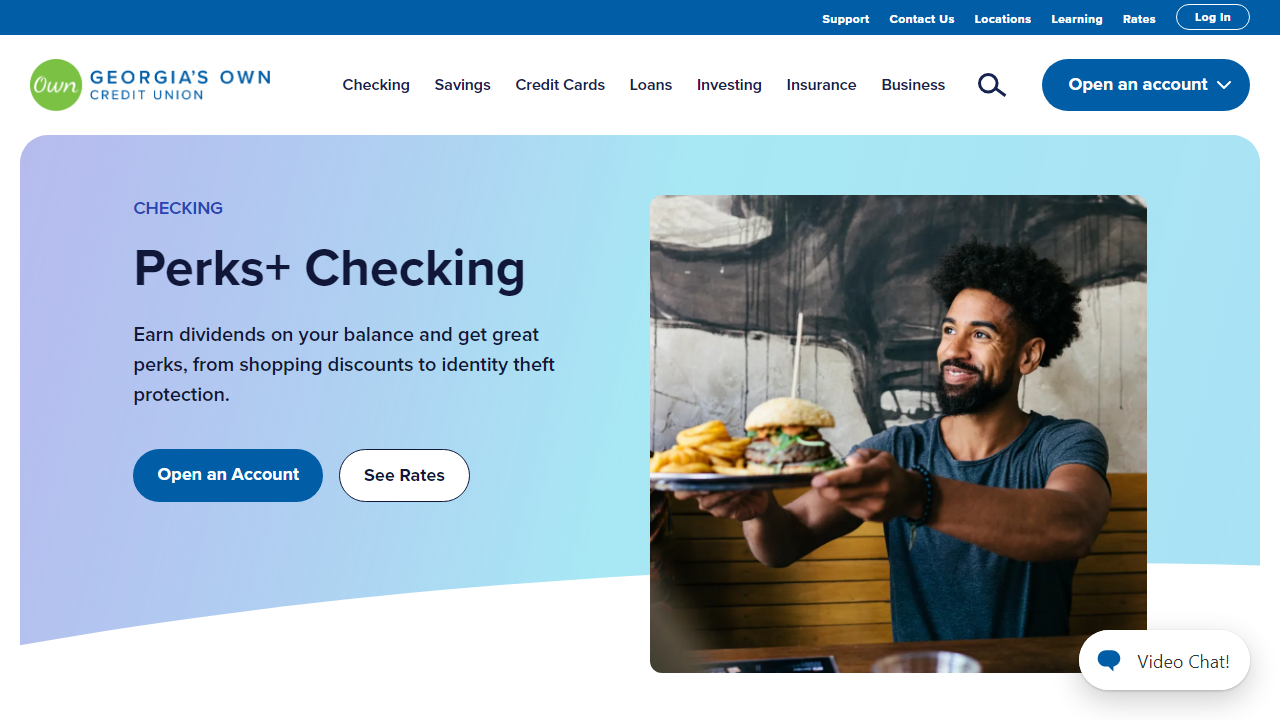 Support Contact Us Locations Learning Rates Log In
Own GEORGIA'S OWN
CREDIT UNION
Checking Savings Credit Cards Loans Investing Insurance Business Open an account
CHECKING
Perks+ Checking
Earn dividends on your balance and get great
perks, from shopping discounts to identity theft
protection.
Open an Account See Rates
Video Chat!